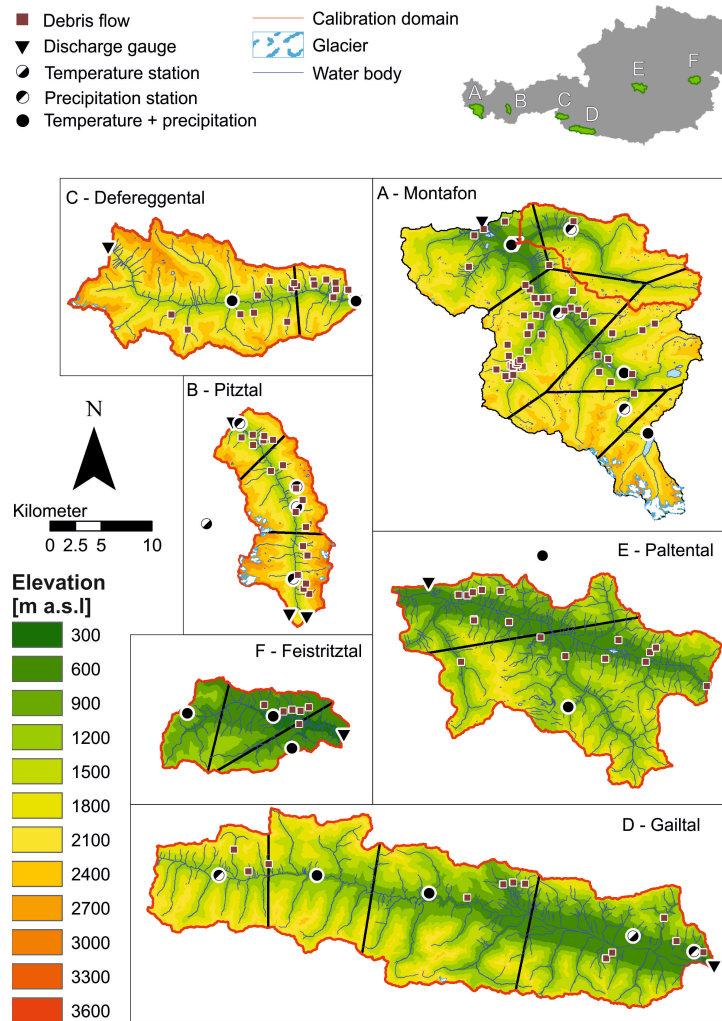 Debris flow
Discharge gauge
Temperature station
Precipitation station
Temperature + precipitation
Calibration domain
Glacier
Water body
A
B
C
D
E
F
C - Defereggental
A - Montafon
B - Pitztal
N
Kilometer
0 2.5 5 10
E - Paltental
Elevation
[m a.s.l]
300
600
900
1200
1500
1800
2100
2400
2700
3000
3300
3600
F - Feistritztal
D - Gailtal